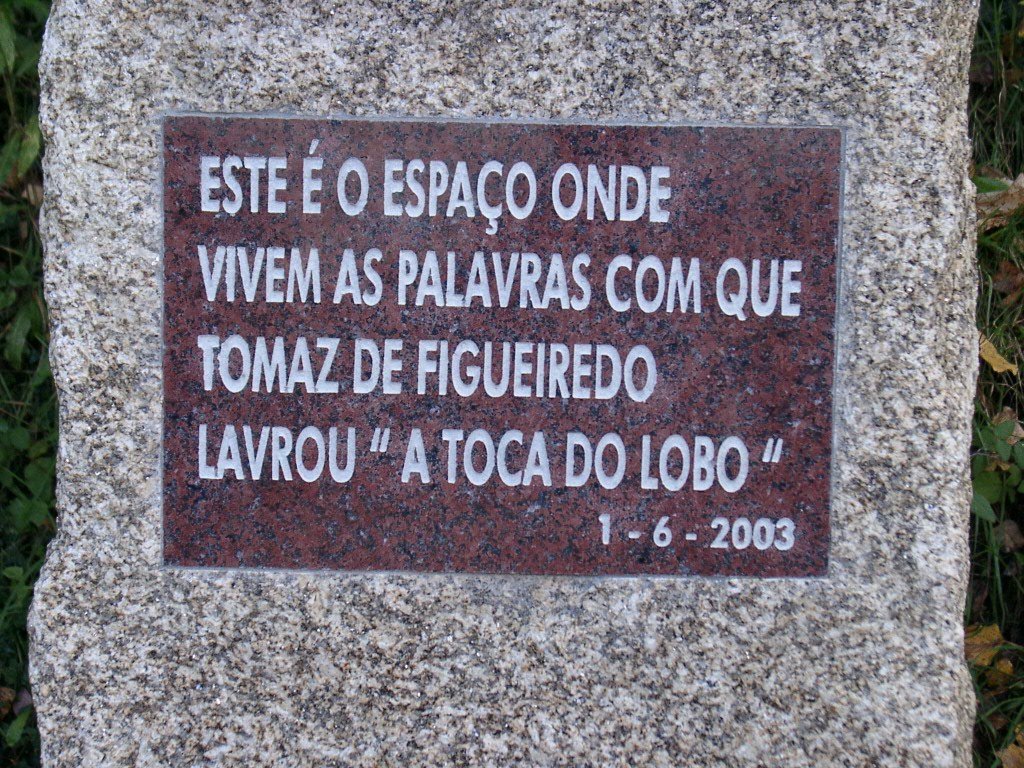 ESTE É O ESPAÇO ONDE
VIVEM AS PALAVRAS COM QUE
TOMAZ DE FIGUEIREDO
LAVROU “ A TOCA DO LOBO “
1 - 6 - 2003